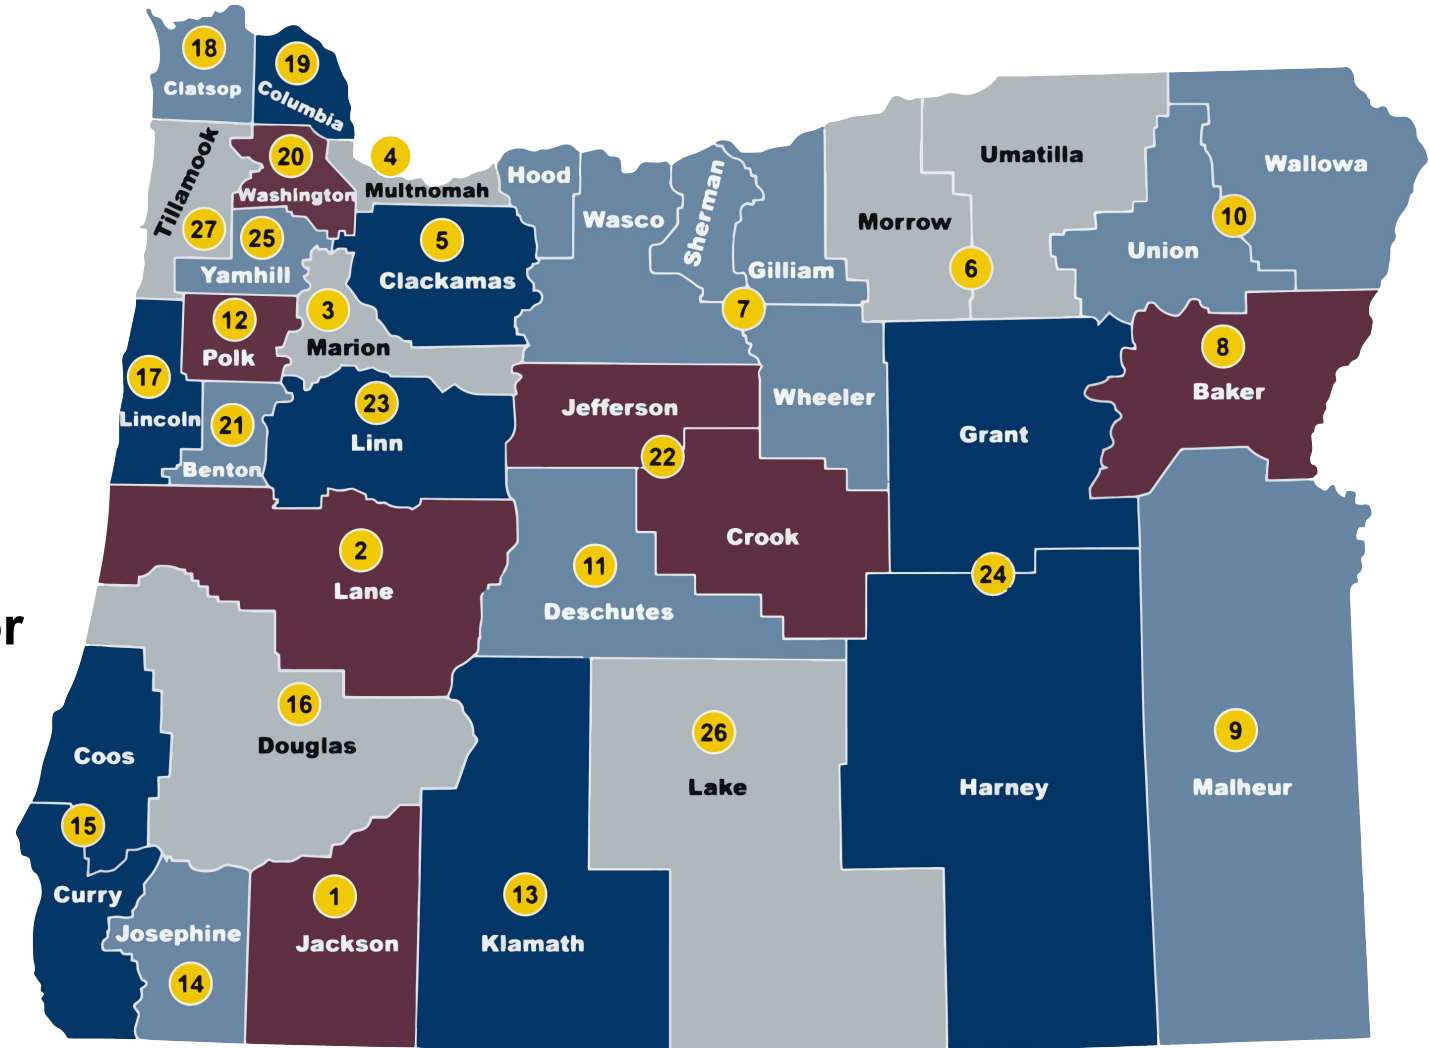 18
Clatsop
19
Columbia
Tillamook
27
20
Washington
4
Multnomah
25
Yamhill
5
Clackamas
Hood
Wasco
Sherman
Gilliam
7
Wheeler
Morrow
Umatilla
6
Union
10
Wallowa
12
Polk
3
Marion
17
Lincoln
21
Benton
23
Linn
Jefferson
22
Crook
Grant
24
Harney
8
Baker
2
Lane
11
Deschutes
or
16
Douglas
Coos
15
Curry
Josephine
14
1
Jackson
13
Klamath
26
Lake
9
Malheur